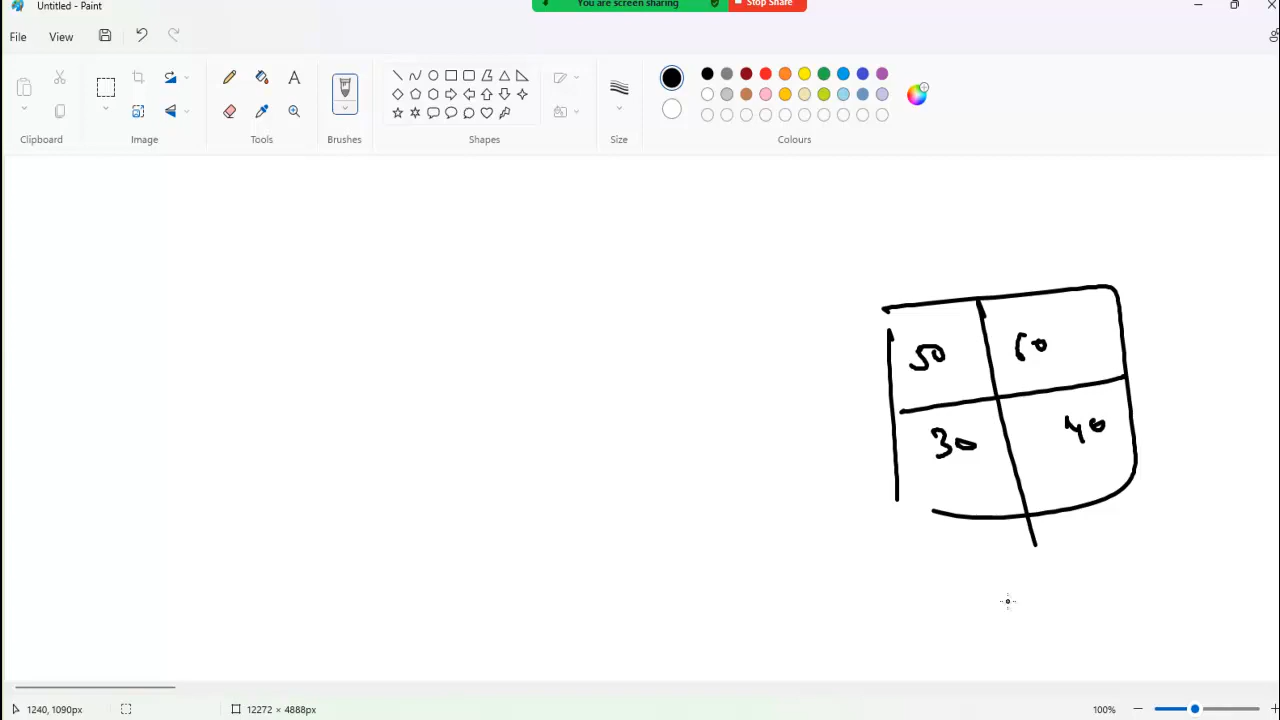 Untitled - Paint
You are screen sharing
Stop Share
File View
Clipboard Image Tools Brushes Shapes Size Colours
50 60
30 40
1240, 1090px 12272 × 4888px 100%